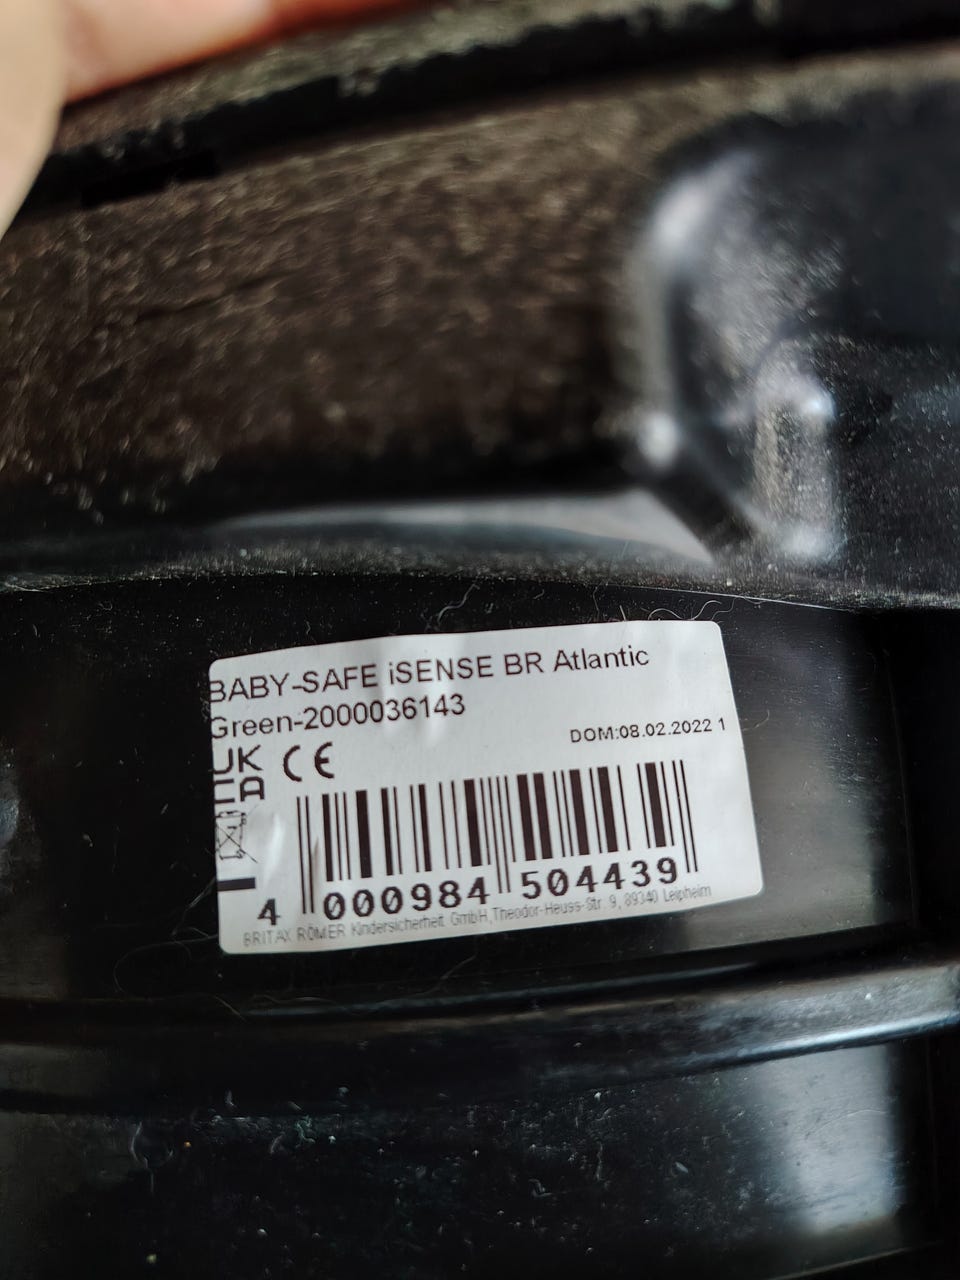 BABY-SAFE iSENSE BR Atlantic
Green-2000036143
DOM:08.02.2022 1
UK
CA
CE
4 000984 504439
BRITAX RÖMER Kindersicherheit GmbH,Theodor-Heuss-Str. 9, 89340 Leipheim